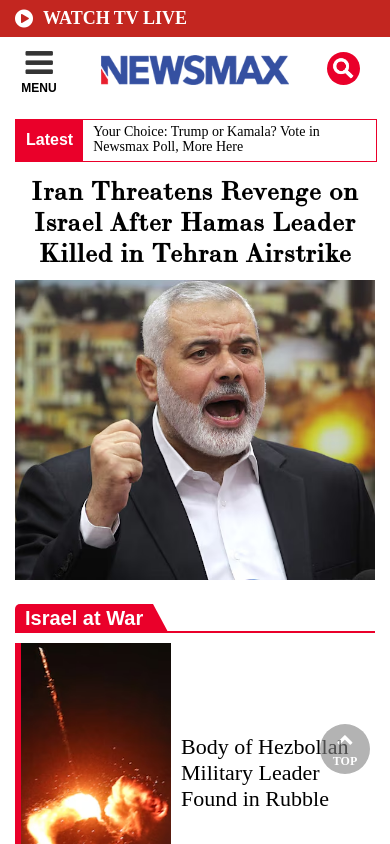 WATCH TV LIVE
MENU
NEWSMAX
Latest
Your Choice: Trump or Kamala? Vote in
Newsmax Poll, More Here
Iran Threatens Revenge on
Israel After Hamas Leader
Killed in Tehran Airstrike
Israel at War
Body of Hezbollah
Military Leader
Found in Rubble
TOP